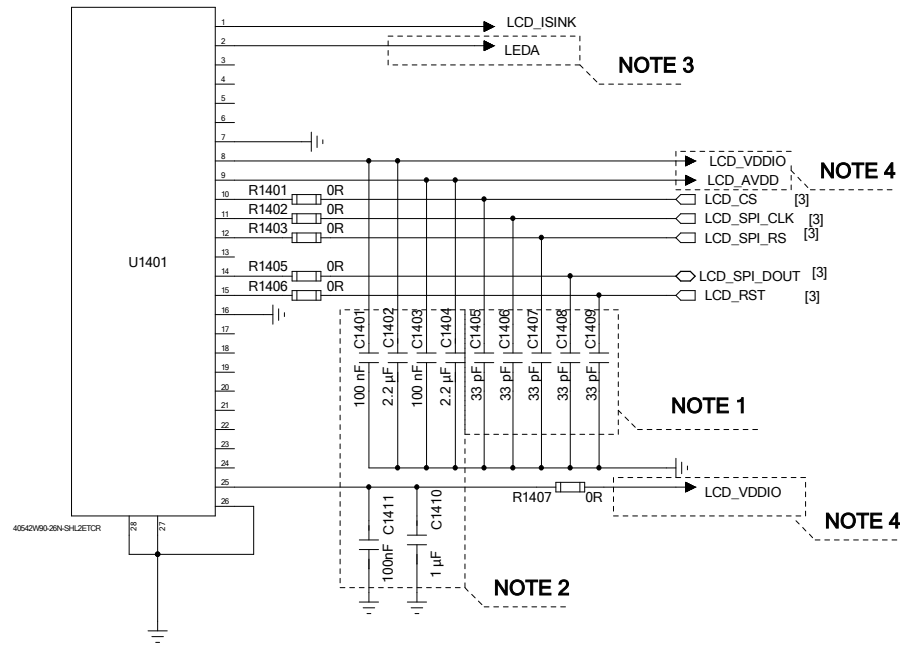 1
LCD_ISINK
2
LEDA
3
NOTE 3
4
5
6
7
8
LCD_VDDIO
NOTE 4
9
LCD_AVDD
R1401 0R
10
LCD_CS [3]
R1402 0R
11
LCD_SPI_CLK [3]
R1403 0R
12
LCD_SPI_RS [3]
13
U1401
R1405 0R
14
LCD_SPI_DOUT [3]
R1406 0R
15
LCD_RST [3]
16
17
18
19
20
21
22
23
24
100 nF C1401
2.2 µF C1402
100 nF C1403
2.2 µF C1404
33 pF C1405
33 pF C1406
33 pF C1407
33 pF C1408
33 pF C1409
NOTE 1
25
R1407 0R
LCD_VDDIO
26
NOTE 4
40542W90-26N-SHL2ETCR
28
27
100nF C1411
1 µF C1410
NOTE 2